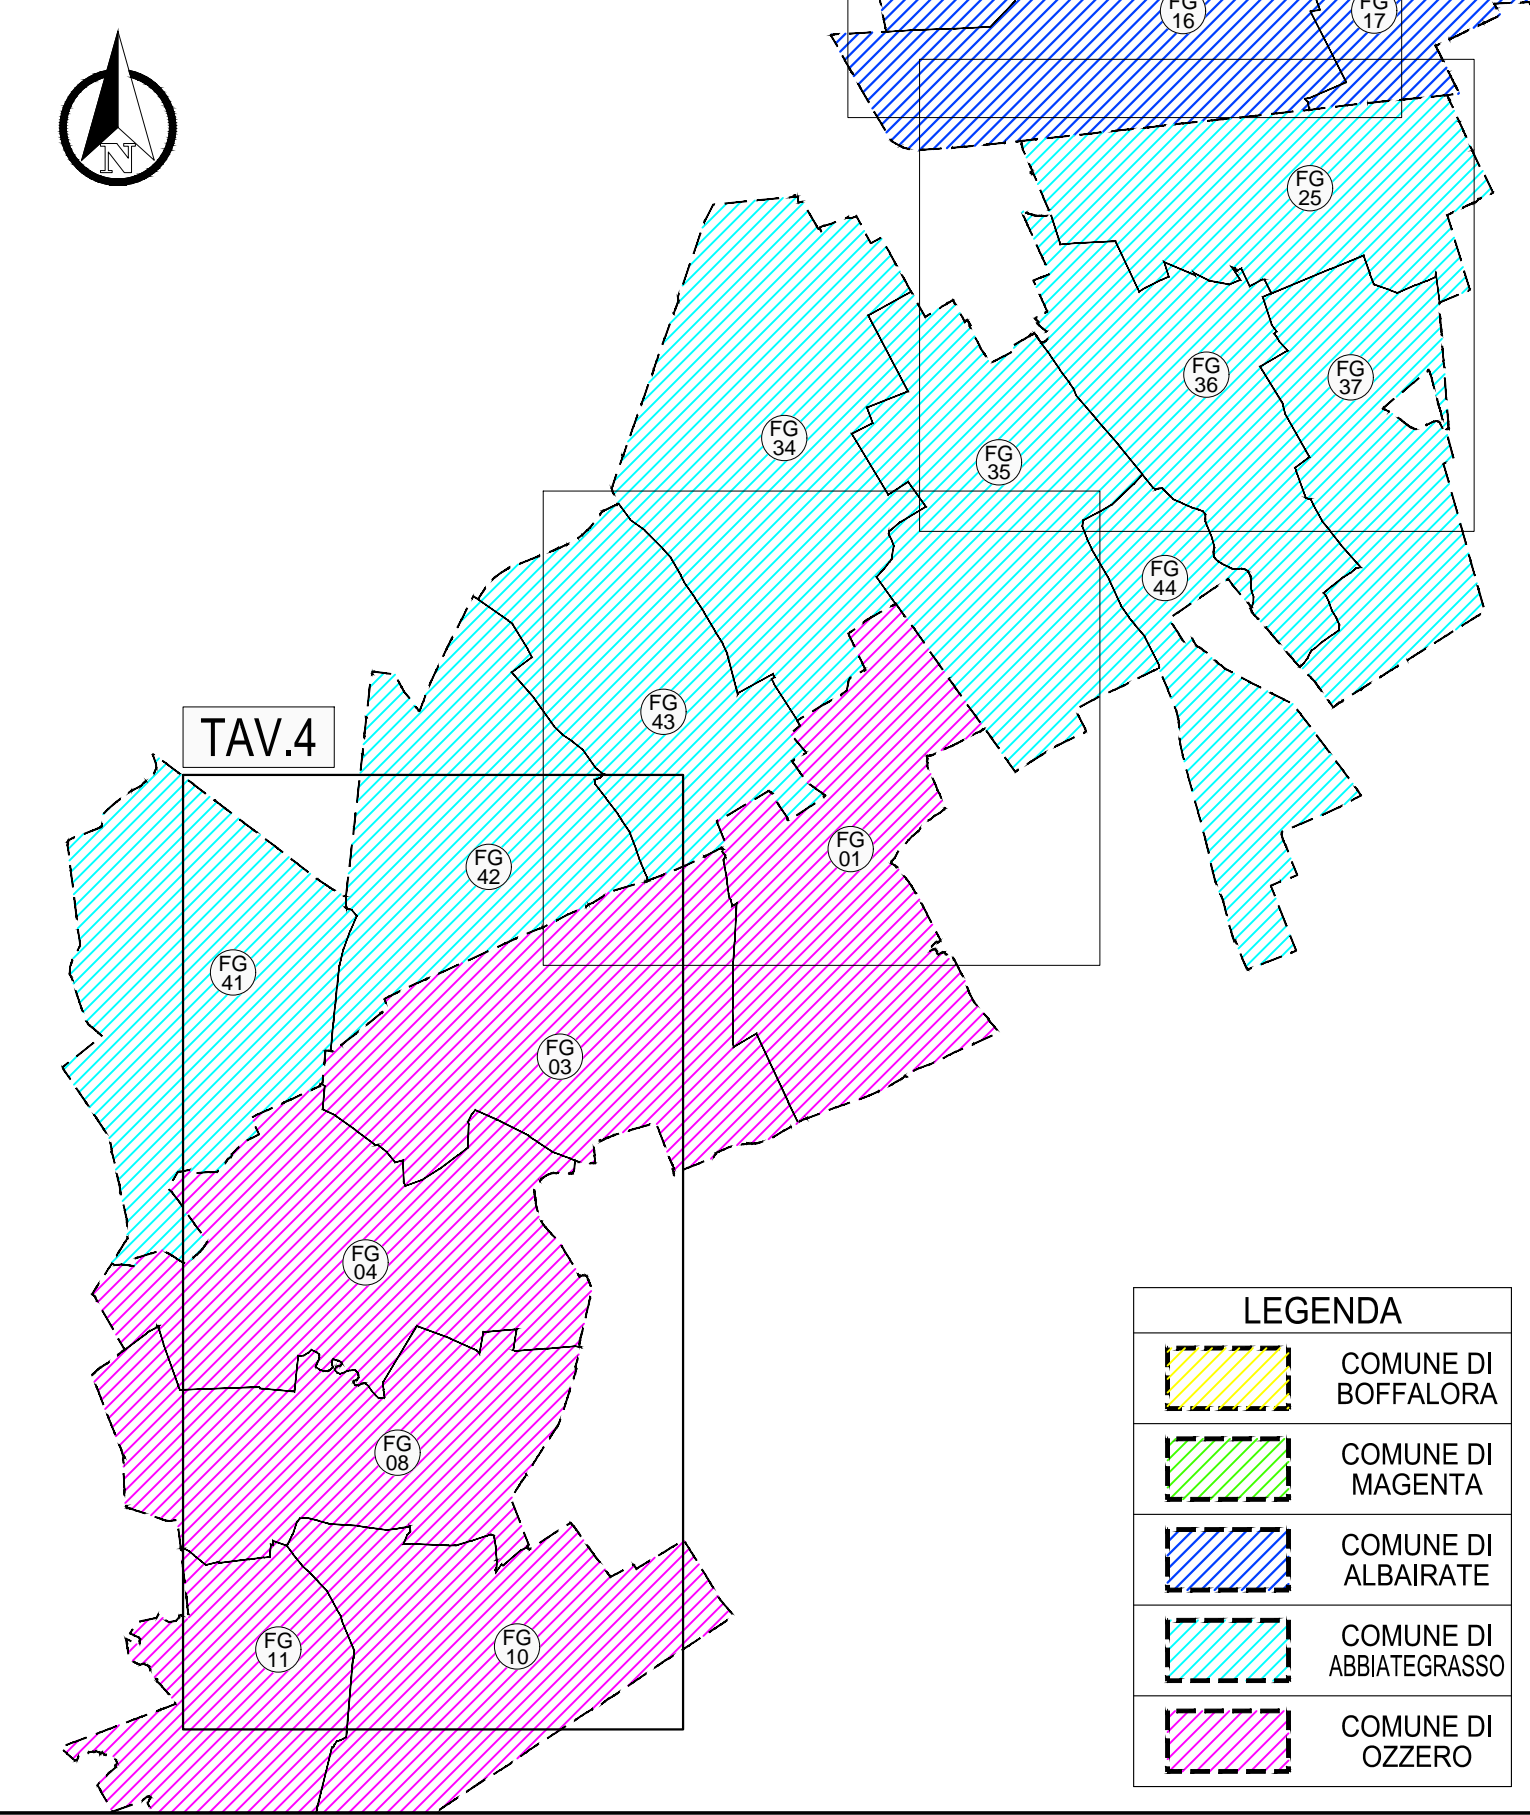 FG
16
FG
17
N
FG
25
FG
36
FG
37
FG
34
FG
35
FG
44
FG
43
TAV.4
FG
01
FG
42
FG
41
FG
03
FG
04
LEGENDA
COMUNE DI
BOFFALORA
COMUNE DI
MAGENTA
COMUNE DI
ALBAIRATE
COMUNE DI
ABBIATEGRASSO
COMUNE DI
OZZERO
FG
08
FG
11
FG
10